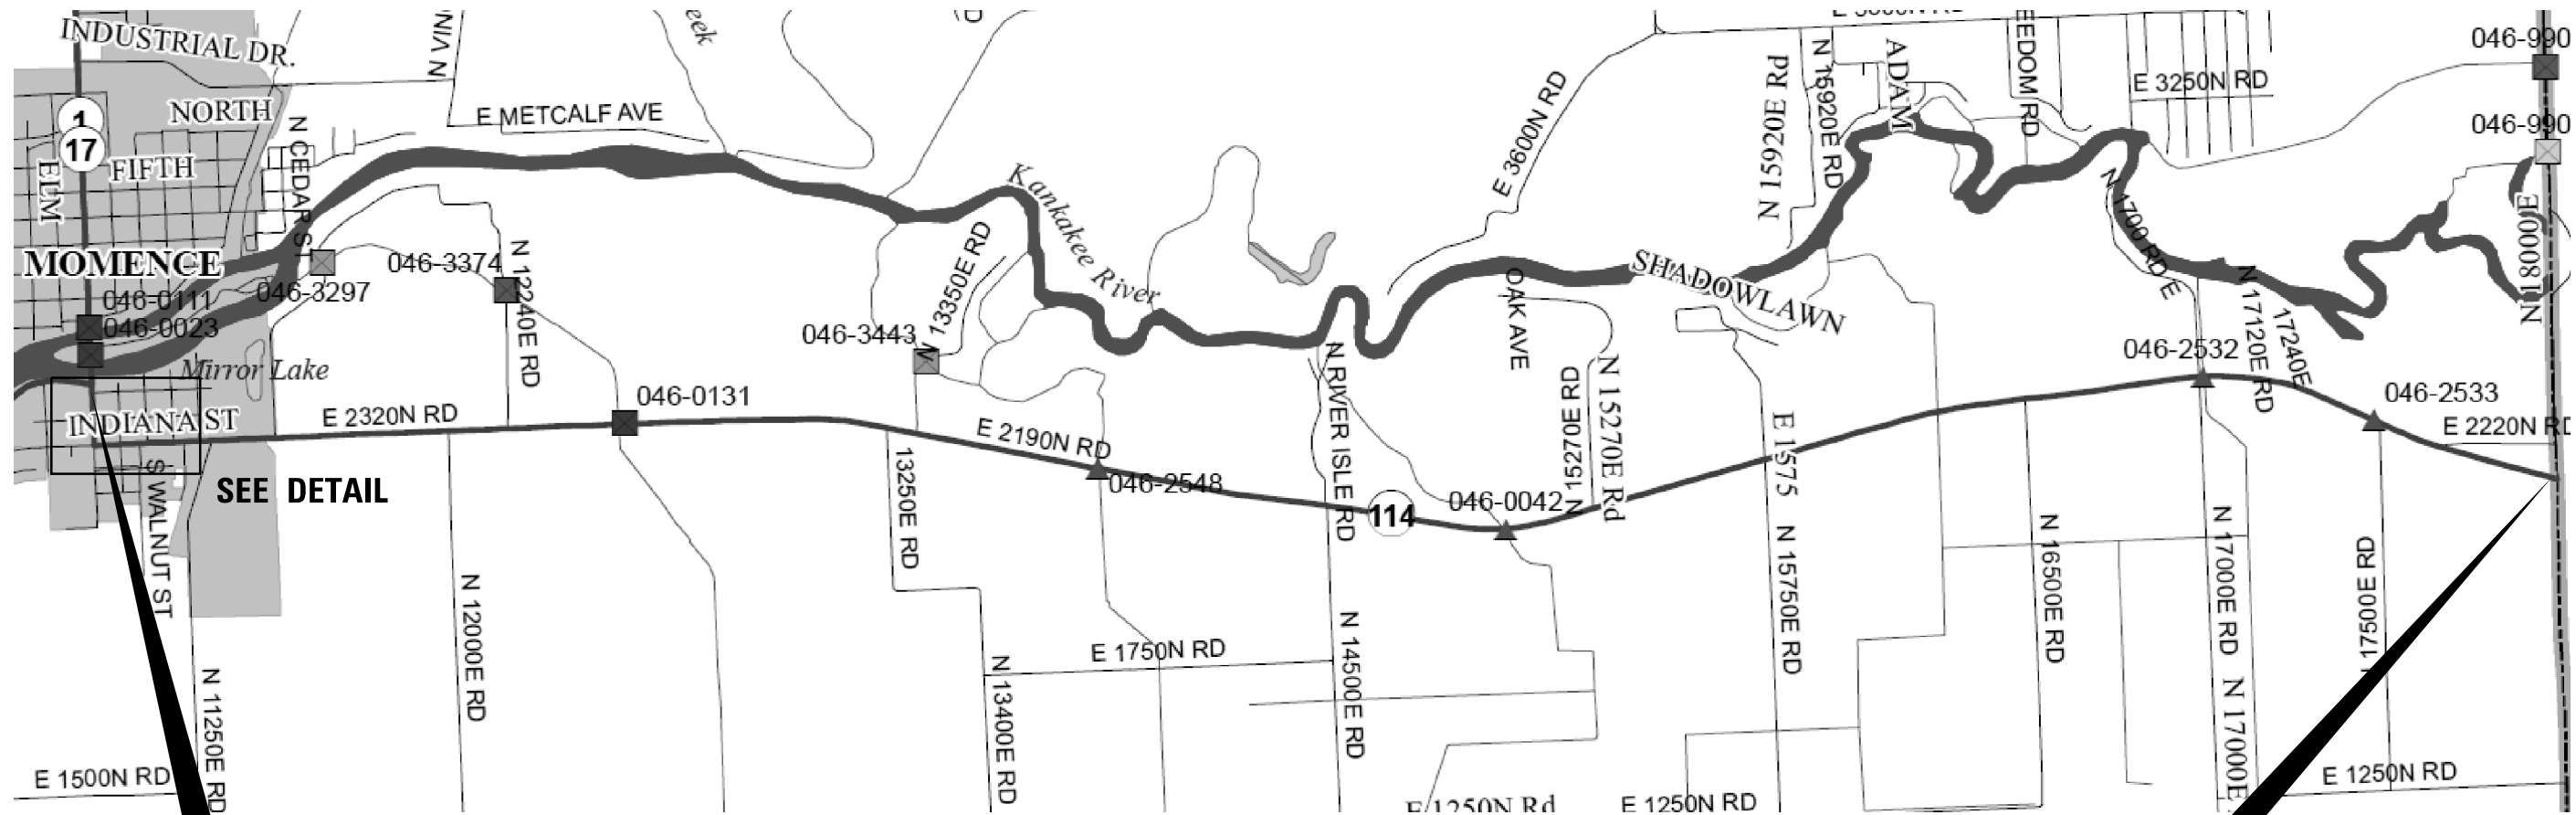 INDUSTRIAL DR.
NORTH
1
17
FIFTH
ELM
N CEDAR ST
E METCALF AVE
MOMENCE
046-0111
046-0023
046-3297
046-3374
N 12240E RD
Mirror Lake
INDIANA ST
E 2320N RD
046-0131
SEE DETAIL
S WALNUT ST
N 11250E RD
E 1500N RD
N 12000E RD
046-3443
N 13350E RD
Kankakee River
E 2190N RD
046-2548
13250E RD
N 13400E RD
E 1750N RD
N RIVER ISLE RD
114
N 14500E RD
046-0042
E 3600N RD
OAK AVE
N 15270E RD
N 15270E Rd
SHADOWLAWN
N 15920E Rd
N 15920E RD
ADAM
EEDOM RD
E 3250N RD
046-990
046-990
N 1700 RD E
N 17120E RD
17240E
N 18000E
046-2532
046-2533
E 2220N RD
E 1575
N 15750E RD
N 16500E RD
N 17000E RD
N 17000E
N 17500E RD
E 1250N Rd
E 1250N RD
E 1250N RD